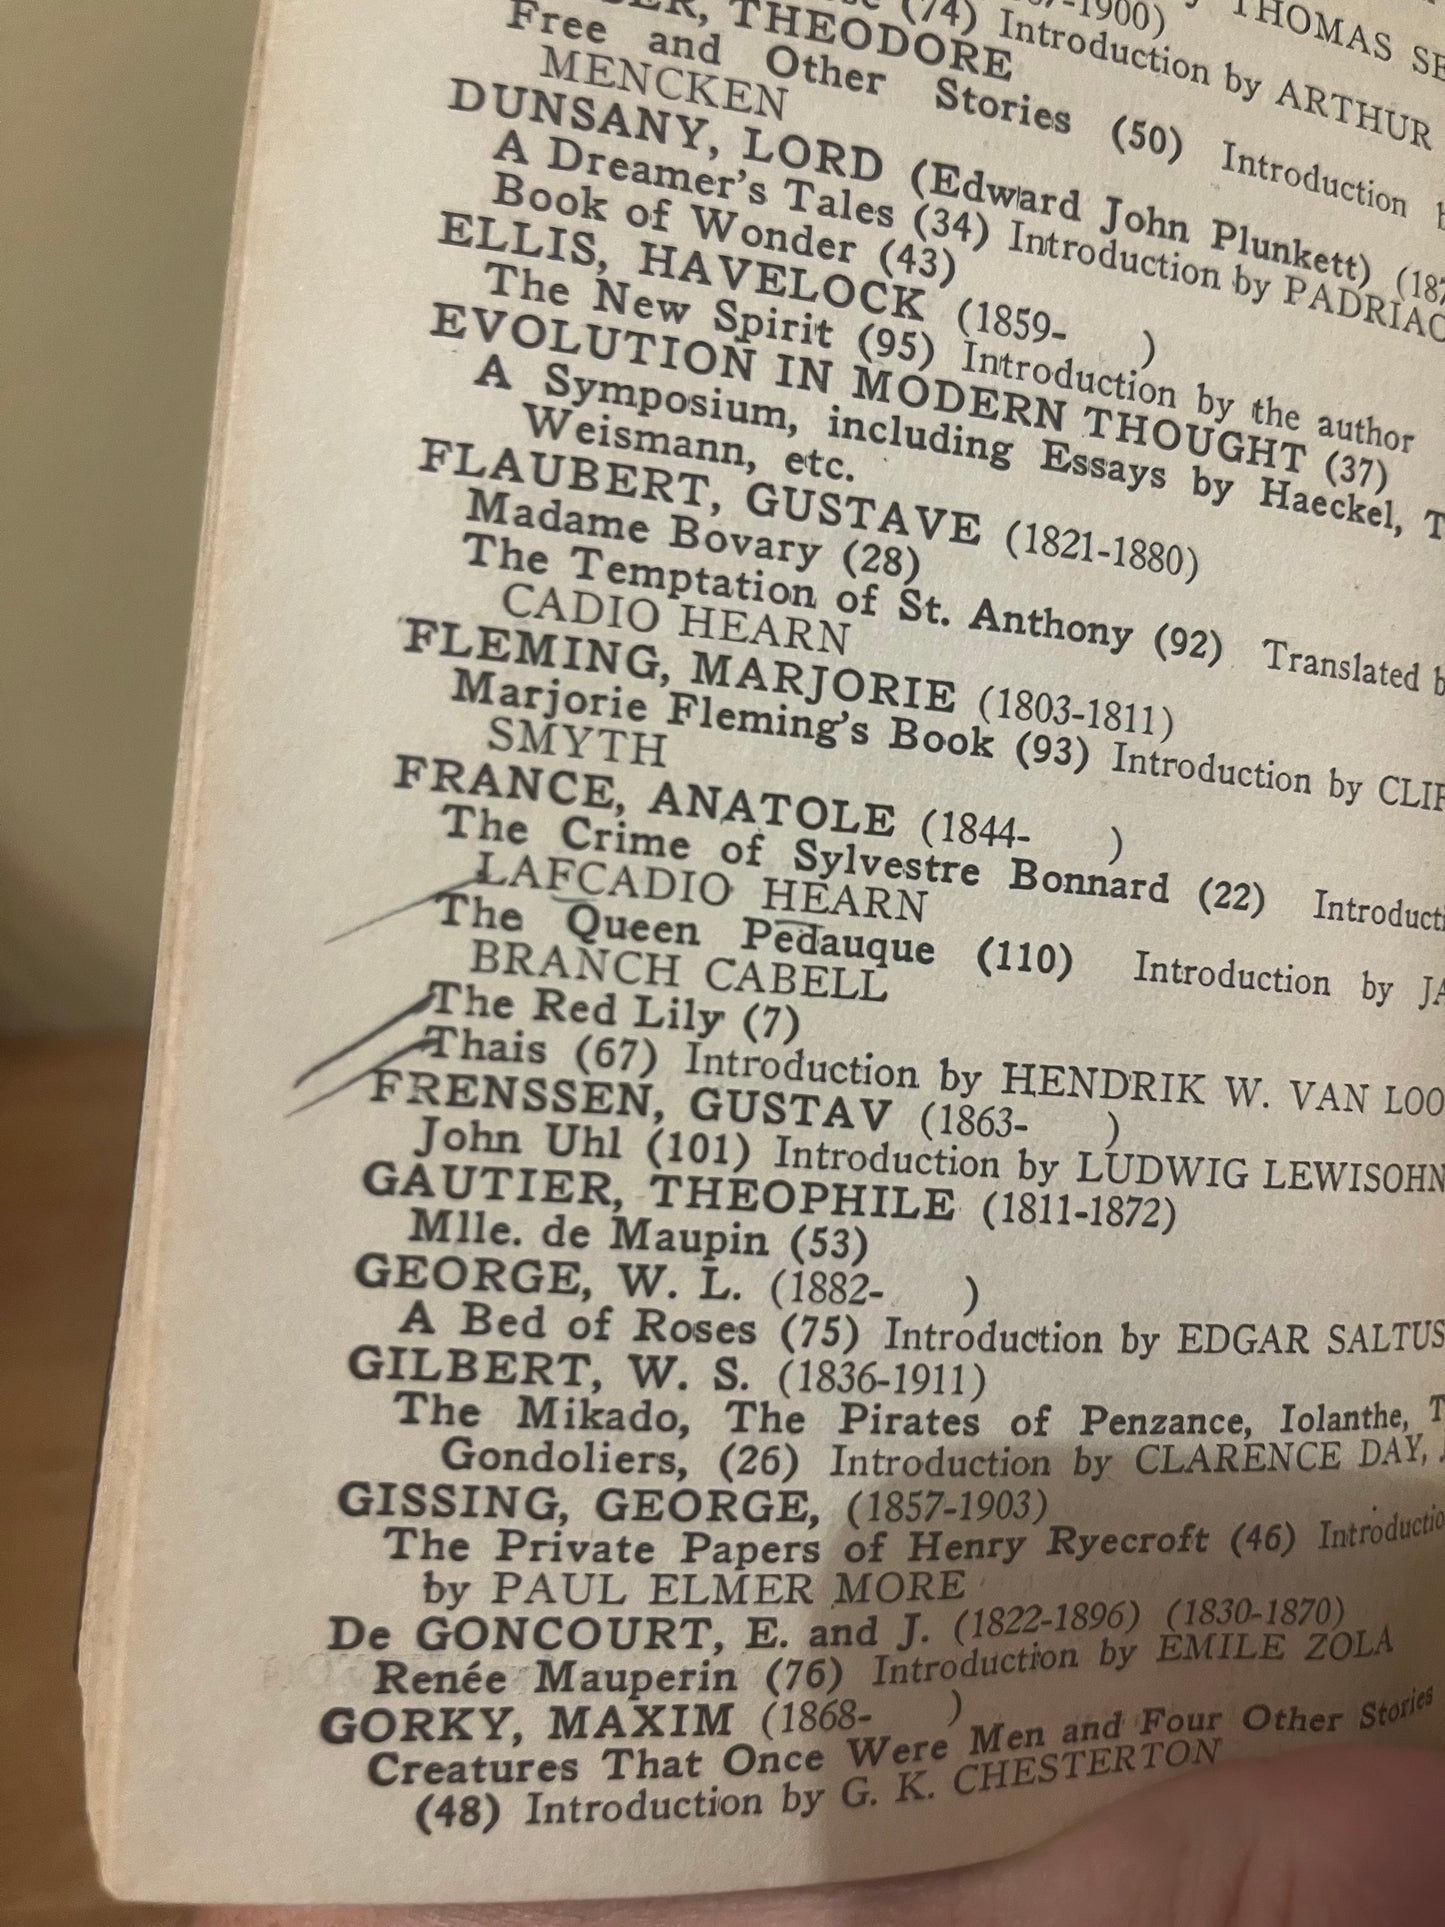 (74) Introduction by ARTHUR
THOMAS
THEODORE
Free and Other Stories (50) Introduction
MENCKEN
DUNSANY, LORD (Edward John Plunkett)
A Dreamer's Tales (34) Introduction by
Book of Wonder (43)
ELLIS, HAVELOCK (1859- )
The New Spirit (95) Introduction by the author
EVOLUTION IN MODERN THOUGHT (37)
A Symposium, including Essays by Haeckel,
Weismann, etc.
FLAUBERT, GUSTAVE (1821-1880)
Madame Bovary (28)
The Temptation of St. Anthony (92) Translated
CADIO HEARN
FLEMING, MARJORIE (1803-1811)
Marjorie Fleming's Book (93) Introduction by
SMYTH
FRANCE, ANATOLE (1844- )
The Crime of Sylvestre Bonnard (22)
LAFCADIO HEARN
The Queen Pedauque (110) Introduction by
BRANCH CABELL
The Red Lily (7)
Thais (67) Introduction by HENDRIK W. VAN
FRENSSEN, GUSTAV (1863- )
John Uhl (101) Introduction by LUDWIG LEWISOHN
GAUTIER, THEOPHILE (1811-1872)
Mlle. de Maupin (53)
GEORGE, W. L. (1882- )
A Bed of Roses (75) Introduction by EDGAR SALTUS
GILBERT, W. S. (1836-1911)
The Mikado, The Pirates of Penzance, Iolanthe,
Gondoliers, (26) Introduction by CLARENCE DAY,
GISSING, GEORGE, (1857-1903)
The Private Papers of Henry Ryecroft (46)
by PAUL ELMER MORE
De GONCOURT, E. and J. (1822-1896) (1830-1870)
Renée Mauperin (76) Introduction by EMILE ZOLA
GORKY, MAXIM (1868- )
Creatures That Once Were Men and Four Other Stories
(48) Introduction by G. K. CHESTERTON